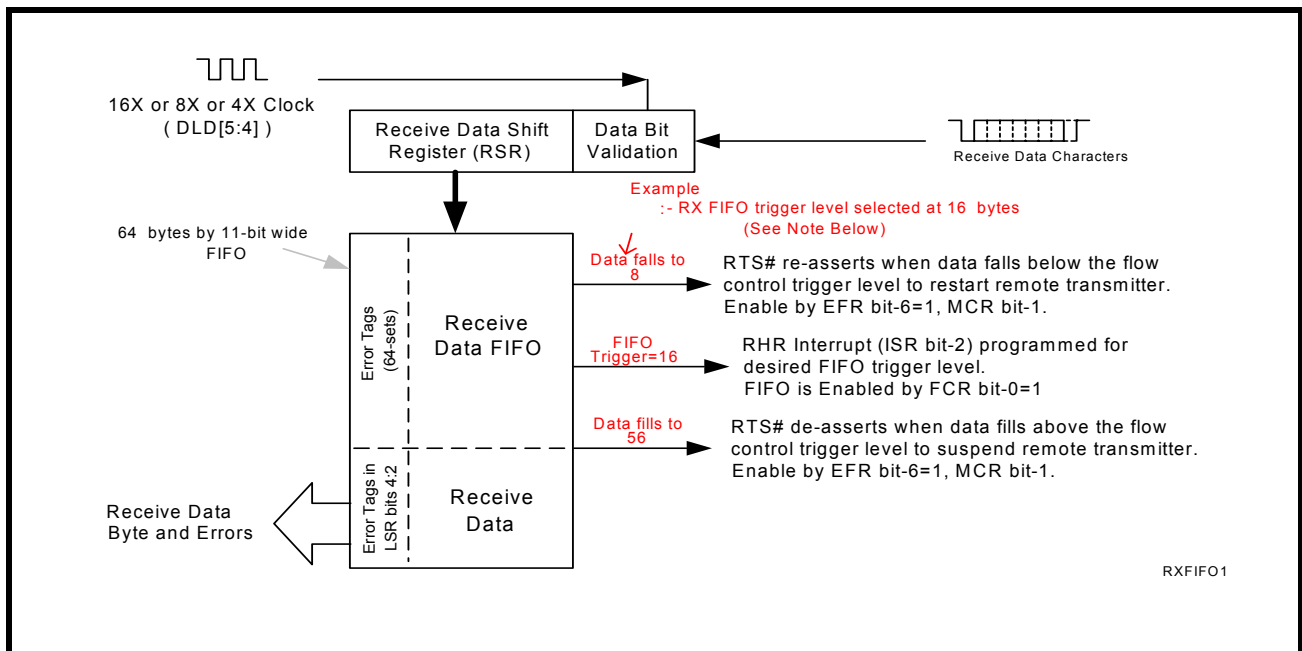 16X or 8X or 4X Clock
( DLD[5:4] )
Receive Data Shift
Register (RSR)
Data Bit
Validation
Receive Data Characters
Example
:- RX FIFO trigger level selected at 16 bytes
(See Note Below)
64 bytes by 11-bit wide
FIFO
Data falls to
8
RTS# re-asserts when data falls below the flow
control trigger level to restart remote transmitter.
Enable by EFR bit-6=1, MCR bit-1.
Error Tags
(64-sets)
Receive
Data FIFO
FIFO
Trigger=16
RHR Interrupt (ISR bit-2) programmed for
desired FIFO trigger level.
FIFO is Enabled by FCR bit-0=1
Data fills to
56
RTS# de-asserts when data fills above the flow
control trigger level to suspend remote transmitter.
Enable by EFR bit-6=1, MCR bit-1.
Error Tags in
LSR bits 4:2
Receive
Data
Receive Data
Byte and Errors
RXFIFO1